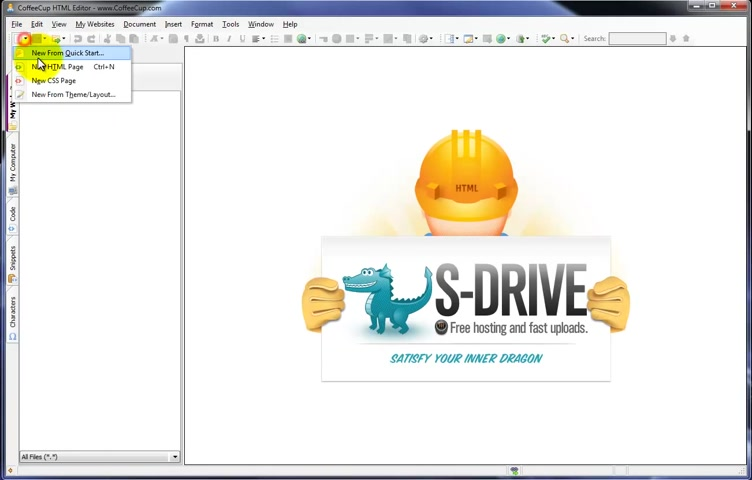 CoffeeCup HTML Editor - www.CoffeeCup.com
File Edit View My Websites Document Insert Format Tools Window Help
Search:
New From Quick Start...
New HTML Page Ctrl+N
New CSS Page
New From Theme/Layout...
My Computer
Code
Snippets
Characters
HTML
S-DRIVE
Free hosting and fast uploads.
SATISFY YOUR INNER DRAGON
All Files (*.*)